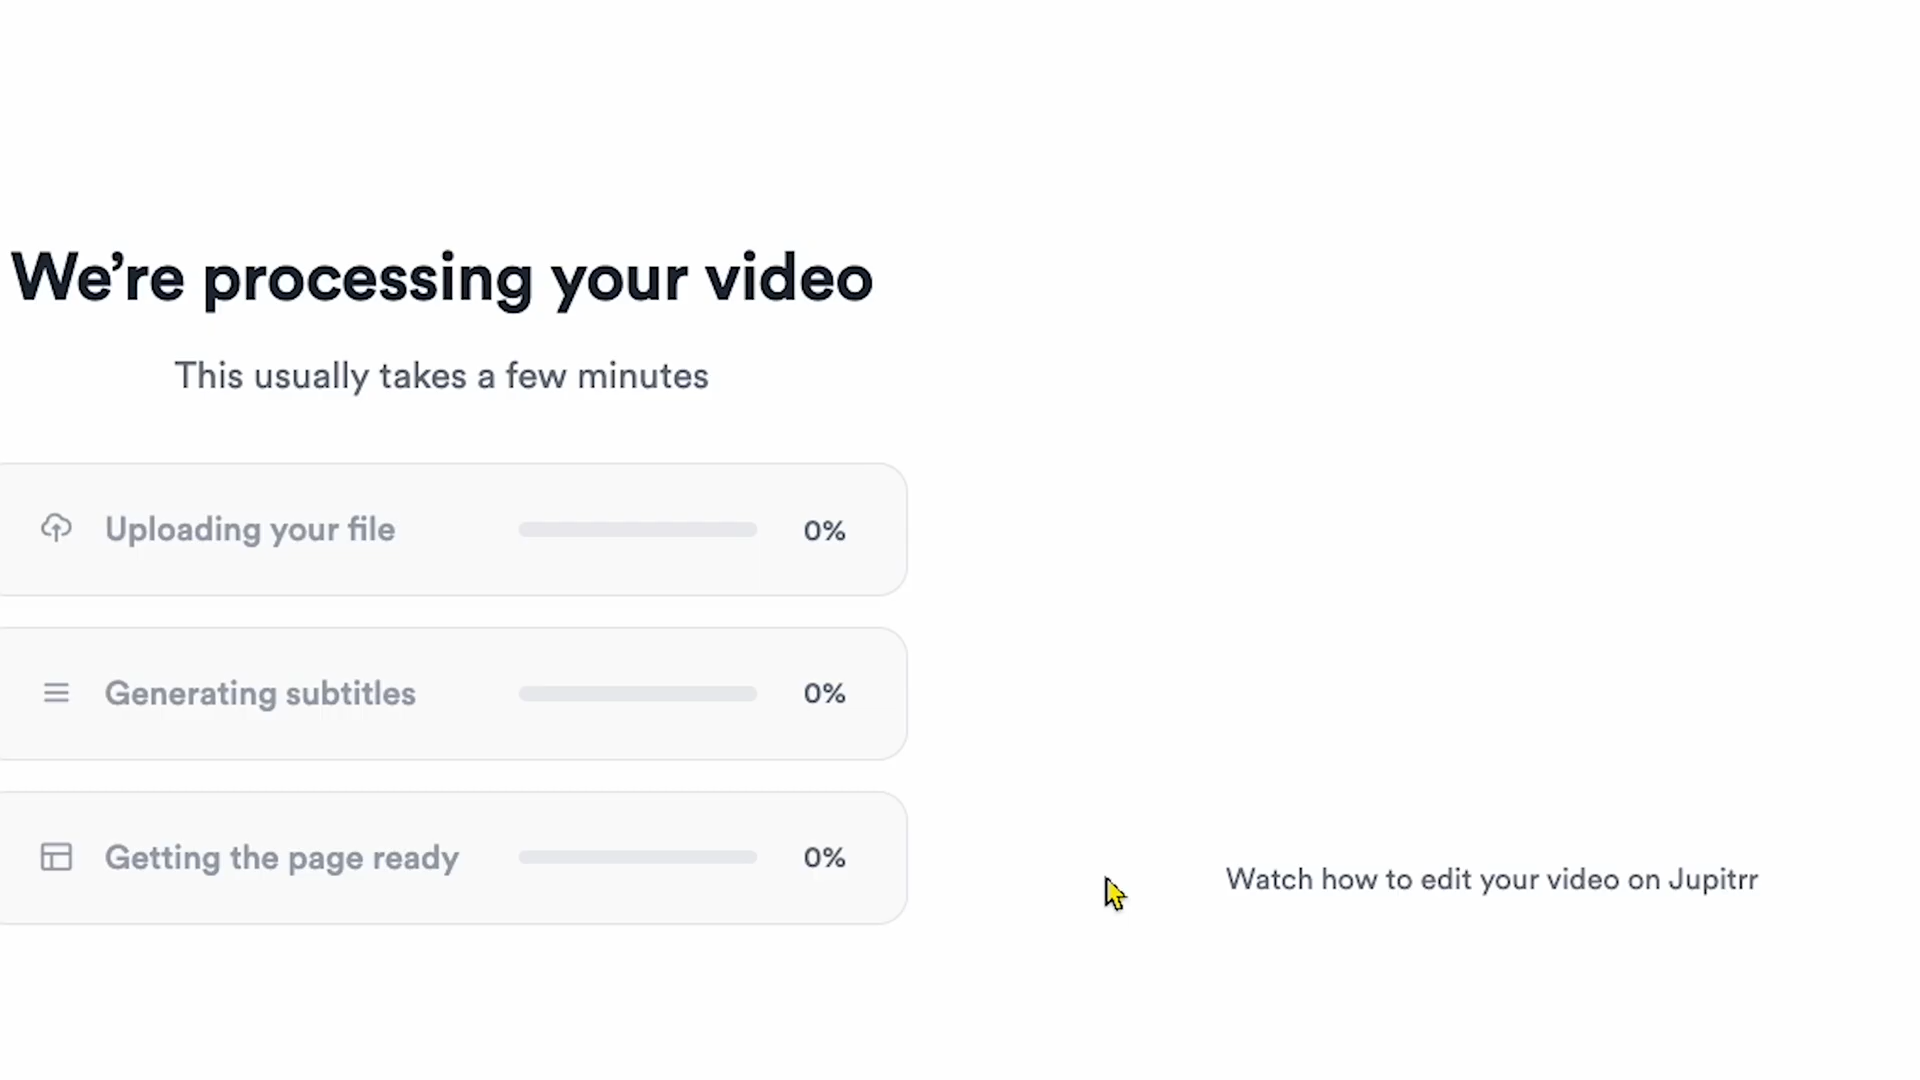 We’re processing your video
This usually takes a few minutes
Uploading your file 0%
Generating subtitles 0%
Getting the page ready 0%
Watch how to edit your video on Jupitrr